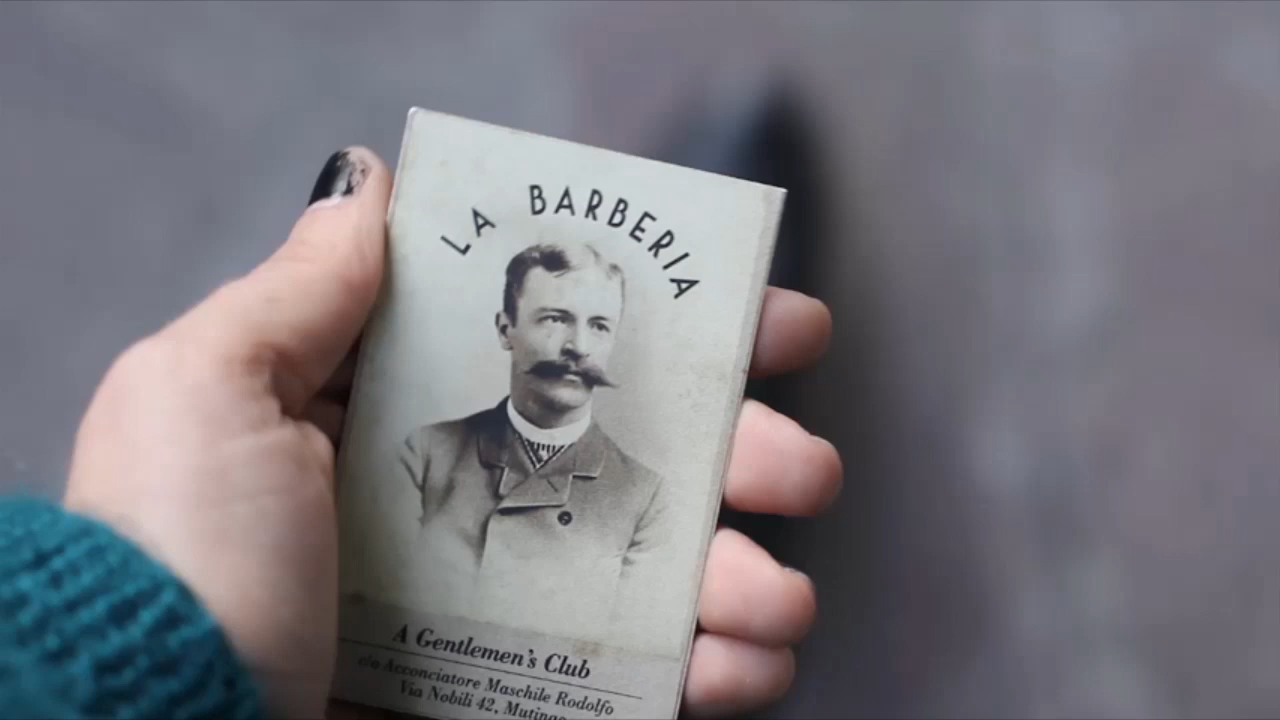 LA BARBERIA
A Gentlemen's Club
c/o Acconciatore Maschile Rodolfo
Via Nobili 42,